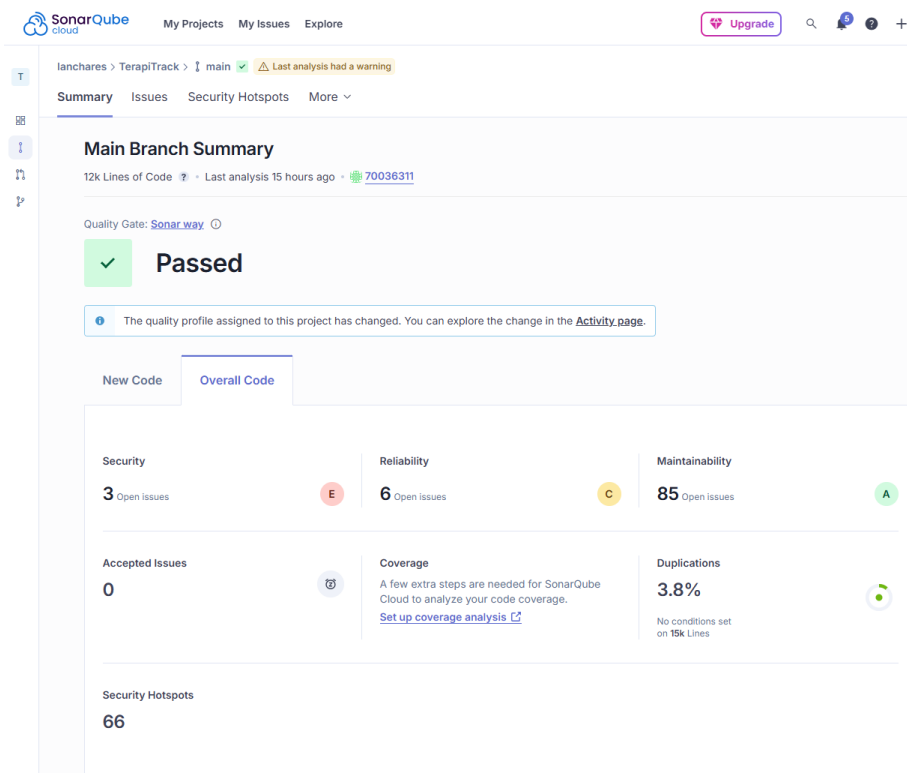 SonarQube
cloud
My Projects My Issues Explore
Upgrade
5
?
T
lanchares > TerapiTrack > main Last analysis had a warning
Summary Issues Security Hotspots More
Main Branch Summary
12k Lines of Code ? • Last analysis 15 hours ago • 70036311
Quality Gate: Sonar way
Passed
The quality profile assigned to this project has changed. You can explore the change in the Activity page.
New Code Overall Code
Security
3 Open issues E
Reliability
6 Open issues C
Maintainability
85 Open issues A
Accepted Issues
0
Coverage
A few extra steps are needed for SonarQube
Cloud to analyze your code coverage.
Set up coverage analysis
Duplications
3.8%
No conditions set
on 15k Lines
Security Hotspots
66